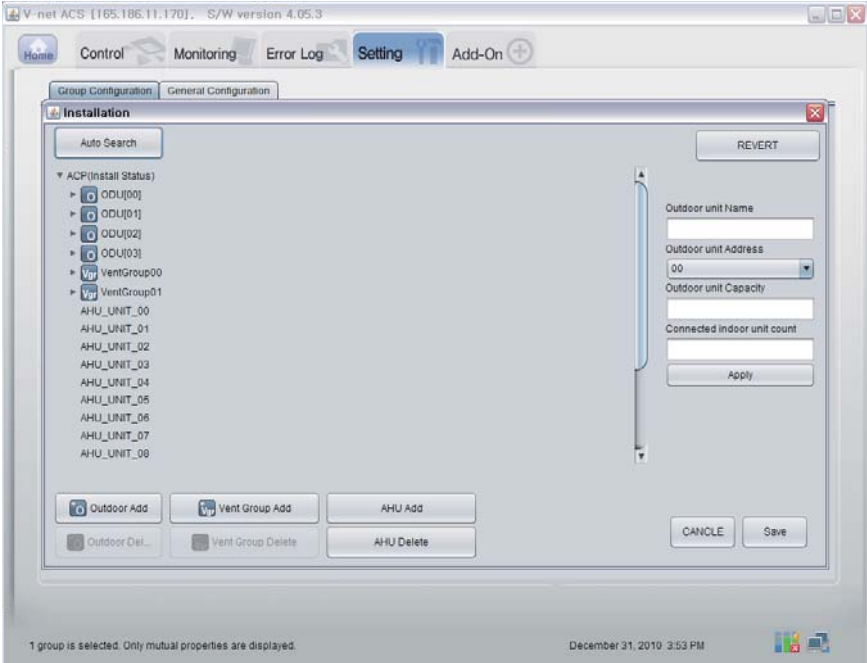 V-net ACS [165.186.11.170], S/W version 4.05.3
Home Control Monitoring Error Log Setting Add-On
Group Configuration General Configuration
Installation
Auto Search
REVERT
ACP(Install Status)
ODU[00]
ODU[01]
ODU[02]
ODU[03]
VentGroup00
VentGroup01
AHU_UNIT_00
AHU_UNIT_01
AHU_UNIT_02
AHU_UNIT_03
AHU_UNIT_04
AHU_UNIT_05
AHU_UNIT_06
AHU_UNIT_07
AHU_UNIT_08
Outdoor unit Name
Outdoor unit Address
00
Outdoor unit Capacity
Connected indoor unit count
Apply
Outdoor Add Vent Group Add AHU Add
Outdoor Del... Vent Group Delete AHU Delete
CANCLE Save
1 group is selected. Only mutual properties are displayed.
December 31, 2010 3:53 PM